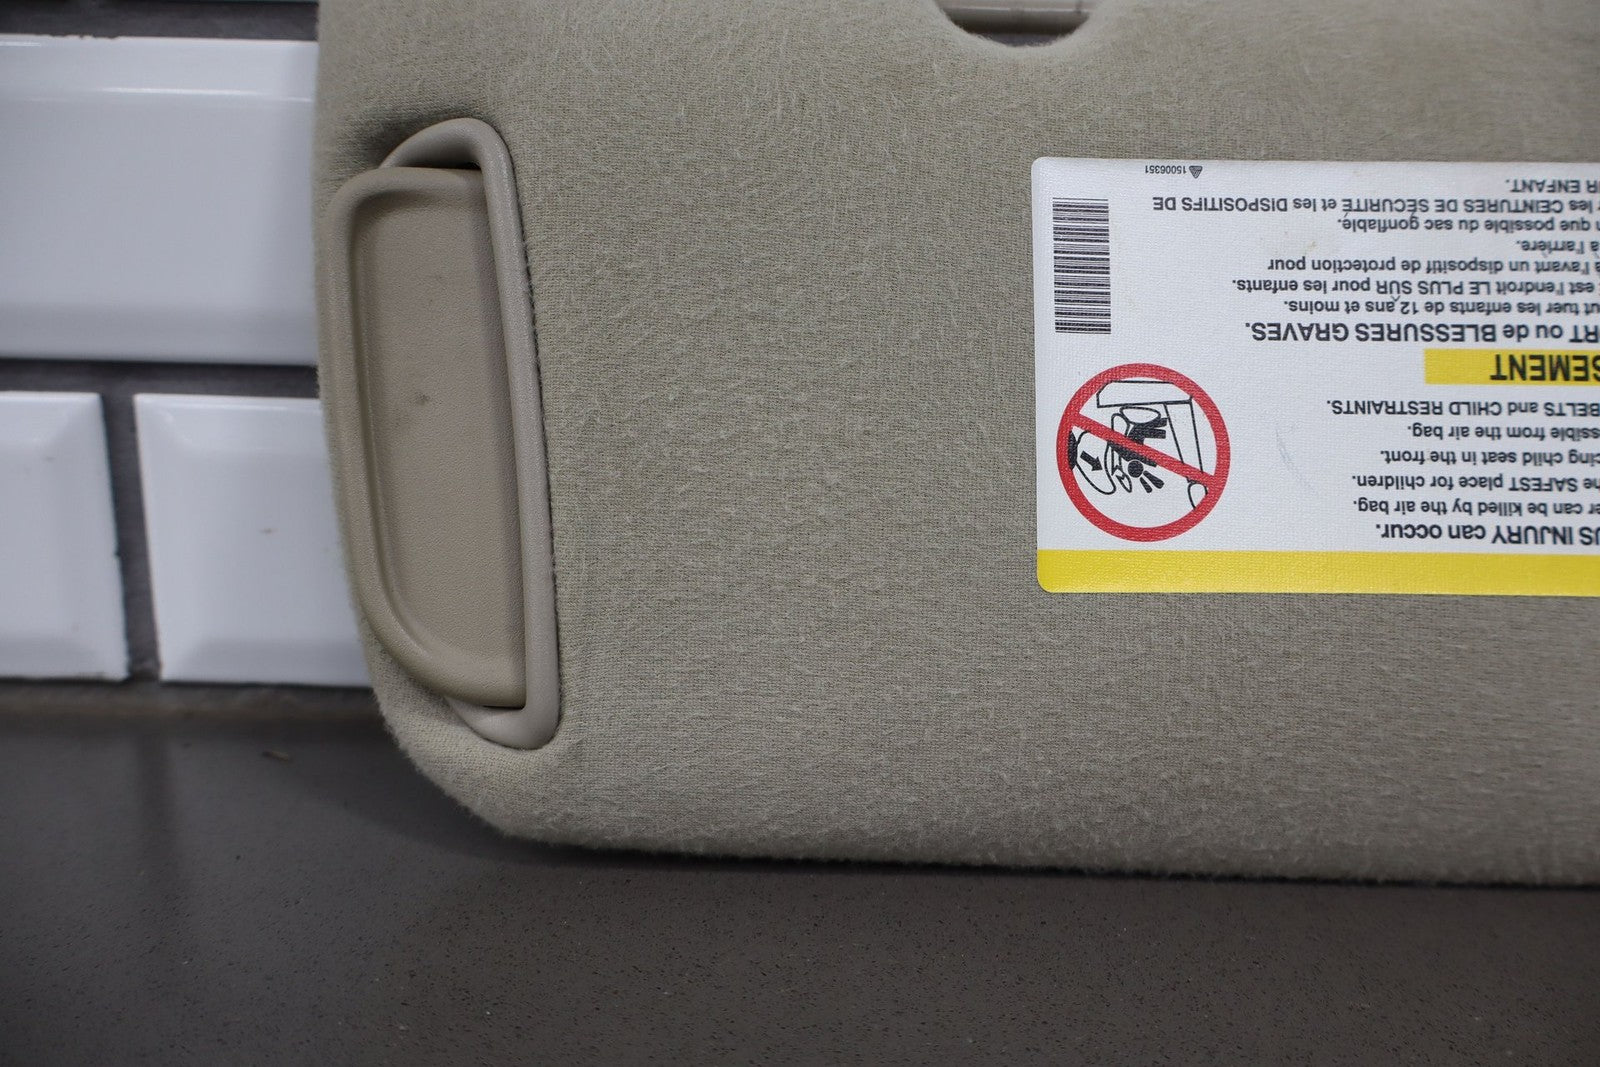 US INJURY can occur.
er can be killed by the air bag.
he SAFEST place for children.
cing child seat in the front.
ssible from the air bag.
BELTS and CHILD RESTRAINTS.
SEMENT
RT ou de BLESSURES GRAVES.
ut tuer les enfants de 12 ans et moins.
est l'endroit LE PLUS SÛR pour les enfants.
à l'avant un dispositif de protection pour
à l'arrière.
n que possible du sac gonflable.
r les CEINTURES DE SÉCURITÉ et les DISPOSITIFS DE
R ENFANT.
15006351